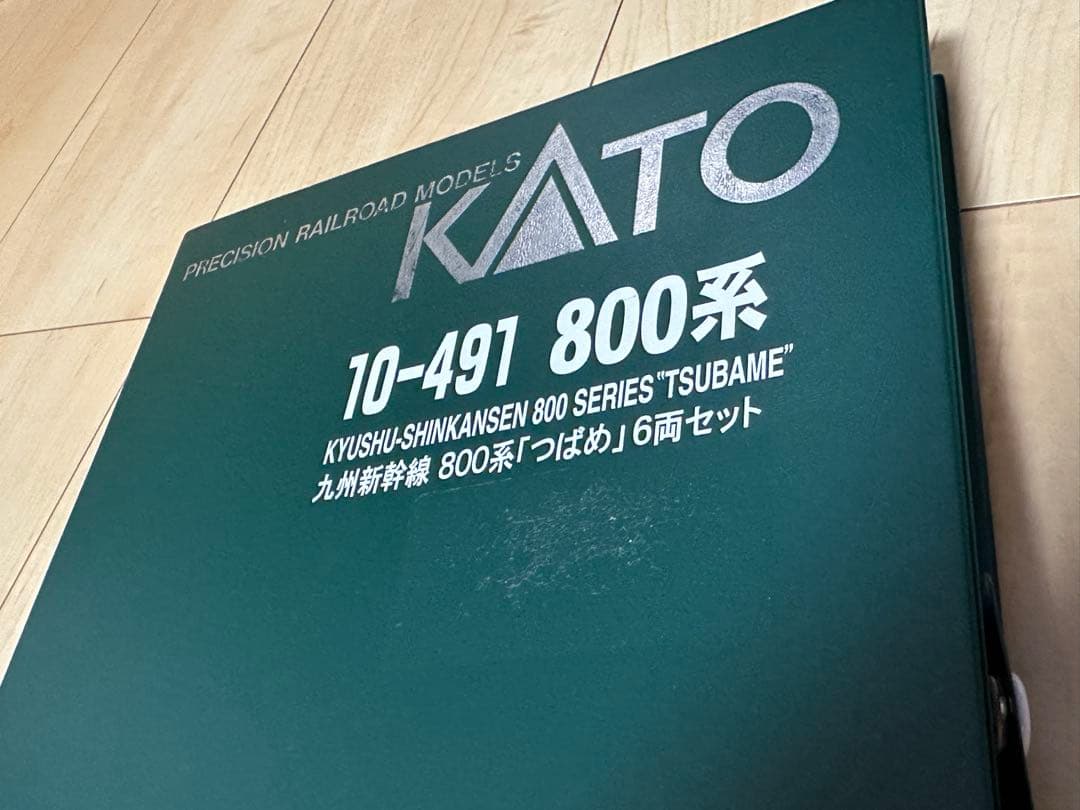 PRECISION RAILROAD MODELS
KATO
10-491 800系
KYUSHU-SHINKANSEN 800 SERIES "TSUBAME"
九州新幹線 800系「つばめ」6両セット